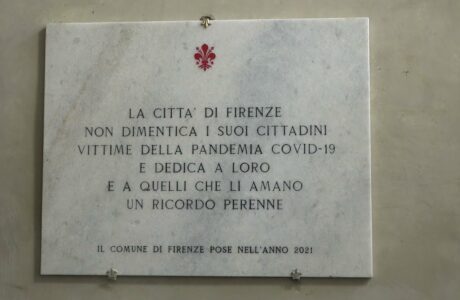 LA CITTA' DI FIRENZE
NON DIMENTICA I SUOI CITTADINI
VITTIME DELLA PANDEMIA COVID-19
E DEDICA A LORO
E A QUELLI CHE LI AMANO
UN RICORDO PERENNE
IL COMUNE DI FIRENZE POSE NELL'ANNO 2021